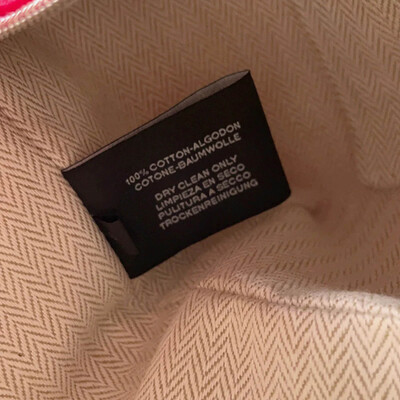 100% COTTON-ALGODON
COTONE-BAUMWOLLE
DRY CLEAN ONLY
LIMPIEZA EN SECO
PULITURA A SECCO
TROCKENREINIGUNG